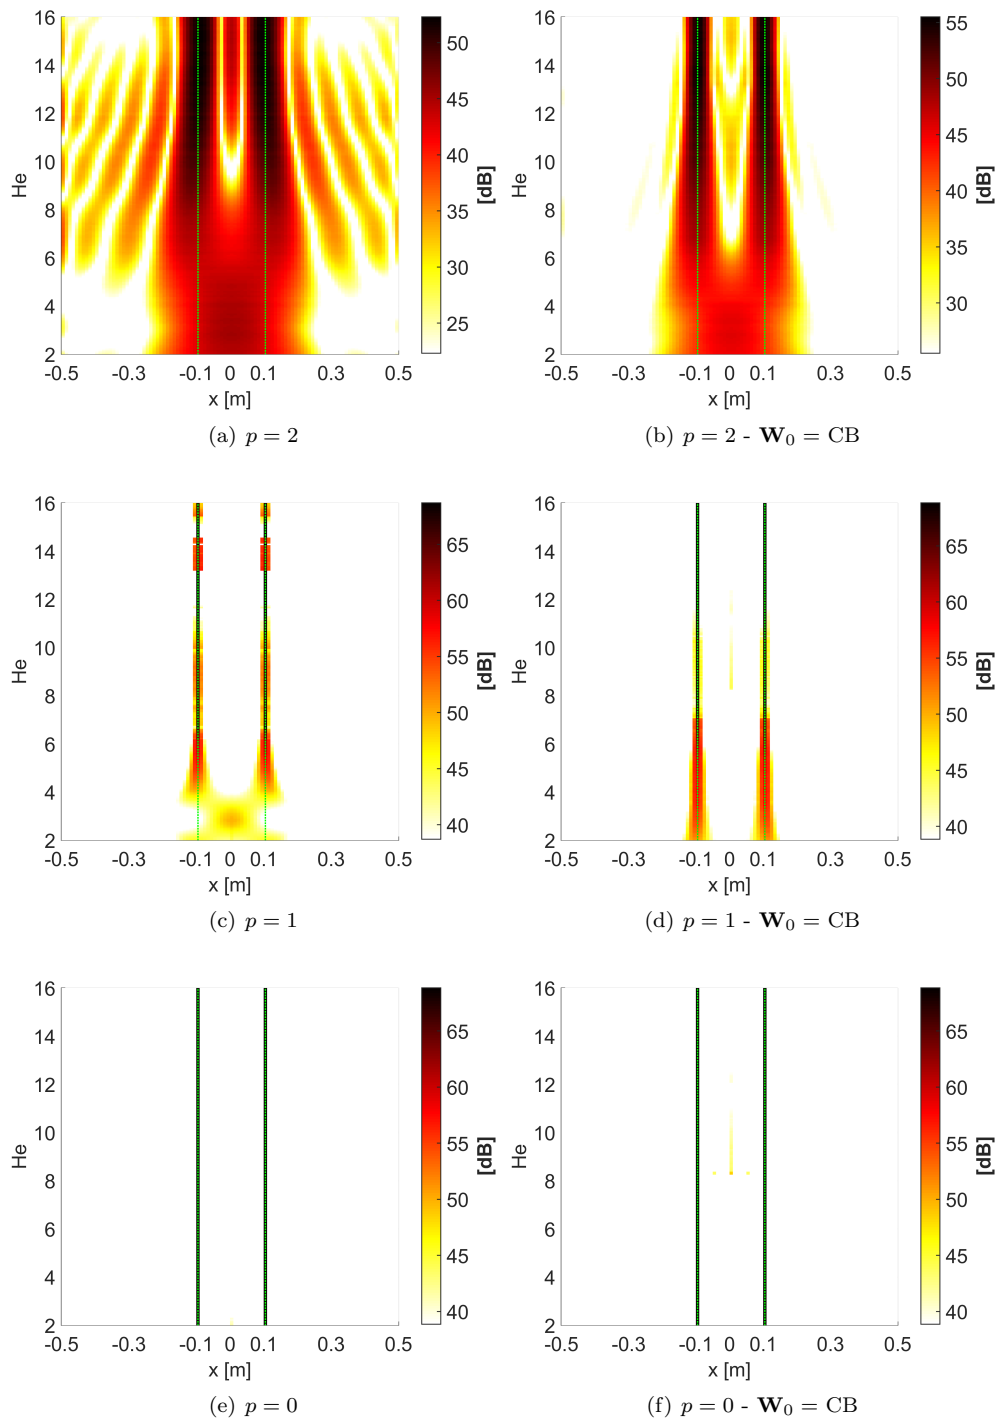 16
14
12
10
8
6
4
2
He
-0.5 -0.3 -0.1 0 0.1 0.3 0.5
x [m]
50
45
40
35
30
25
[dB]
(a) p = 2
16
14
12
10
8
6
4
2
He
-0.5 -0.3 -0.1 0 0.1 0.3 0.5
x [m]
55
50
45
40
35
30
[dB]
(b) p = 2 - W₀ = CB
16
14
12
10
8
6
4
2
He
-0.5 -0.3 -0.1 0 0.1 0.3 0.5
x [m]
65
60
55
50
45
40
[dB]
(c) p = 1
16
14
12
10
8
6
4
2
He
-0.5 -0.3 -0.1 0 0.1 0.3 0.5
x [m]
65
60
55
50
45
40
[dB]
(d) p = 1 - W₀ = CB
16
14
12
10
8
6
4
2
He
-0.5 -0.3 -0.1 0 0.1 0.3 0.5
x [m]
65
60
55
50
45
40
[dB]
(e) p = 0
16
14
12
10
8
6
4
2
He
-0.5 -0.3 -0.1 0 0.1 0.3 0.5
x [m]
65
60
55
50
45
40
[dB]
(f) p = 0 - W₀ = CB